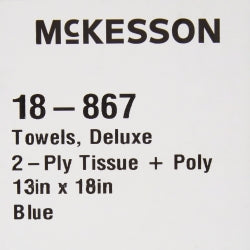 McKESSON
18-867
Towels, Deluxe
2-Ply Tissue + Poly
13in x 18in
Blue